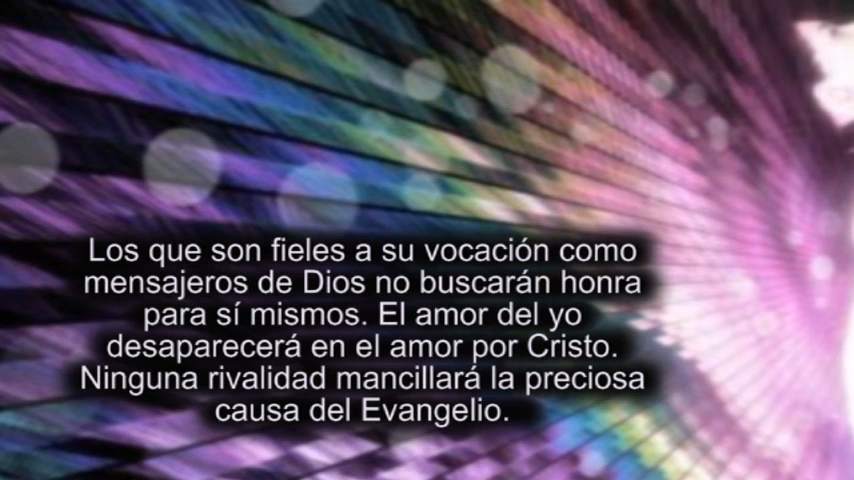 Los que son fieles a su vocación como
mensajeros de Dios no buscarán honra
para sí mismos. El amor del yo
desaparecerá en el amor por Cristo.
Ninguna rivalidad mancillará la preciosa
causa del Evangelio.